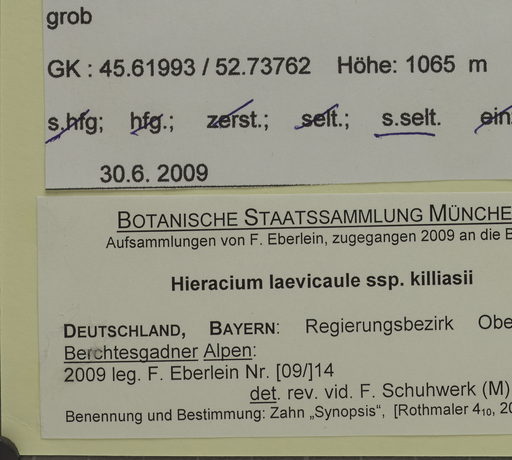 grob
GK : 45.61993 / 52.73762 Höhe: 1065 m
s.hfg; hfg.; zerst.; selt.; s.selt. ein
30.6. 2009
BOTANISCHE STAATSSAMMLUNG MÜNCHE
Aufsammlungen von F. Eberlein, zugegangen 2009 an die B
Hieracium laevicaule ssp. killiasii
DEUTSCHLAND, BAYERN: Regierungsbezirk Obe
Berchtesgadner Alpen:
2009 leg. F. Eberlein Nr. [09/]14
det. rev. vid. F. Schuhwerk (M)
Benennung und Bestimmung: Zahn „Synopsis“, [Rothmaler 4₁₀, 20